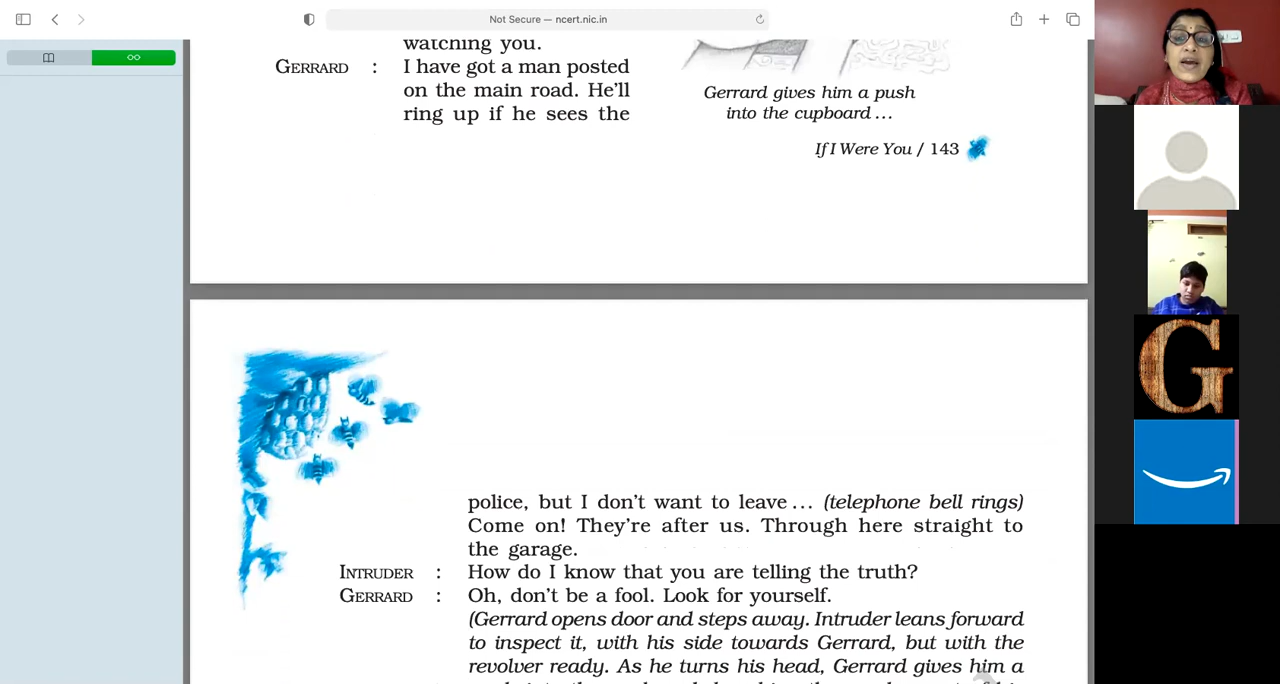 Not Secure — ncert.nic.in
watching you.
GERRARD : I have got a man posted
on the main road. He'll
ring up if he sees the
Gerrard gives him a push
into the cupboard ...
If I Were You / 143
police, but I don't want to leave ... (telephone bell rings)
Come on! They're after us. Through here straight to
the garage.
INTRUDER : How do I know that you are telling the truth?
GERRARD : Oh, don't be a fool. Look for yourself.
(Gerrard opens door and steps away. Intruder leans forward
to inspect it, with his side towards Gerrard, but with the
revolver ready. As he turns his head, Gerrard gives him a
G